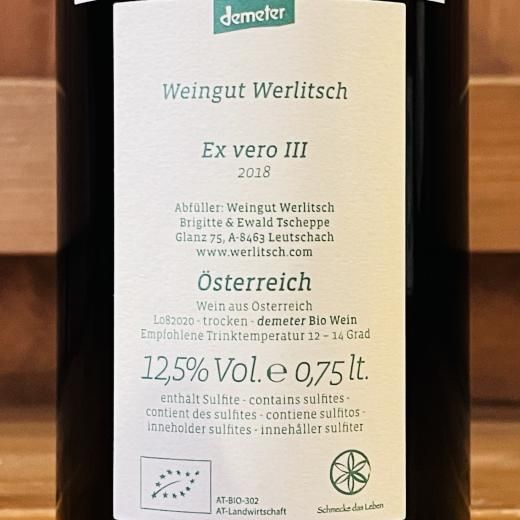 demeter
Weingut Werlitsch
Ex vero III
2018
Abfüller: Weingut Werlitsch
Brigitte & Ewald Tscheppe
Glanz 75, A-8463 Leutschach
www.werlitsch.com
Österreich
Wein aus Österreich
L082020 - trocken - demeter Bio Wein
Empfohlene Trinktemperatur 12 – 14 Grad
12,5% Vol. ℮ 0,75 lt.
enthält Sulfite - contains sulfites -
contient des sulfites - contiene sulfitos -
inneholder sulfites - innehåller sulfiter
AT-BIO-302
AT-Landwirtschaft
Schmecke das Leben